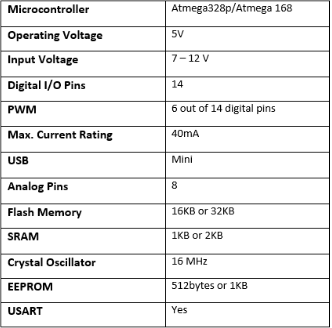 Microcontroller Atmega328p/Atmega 168
Operating Voltage 5V
Input Voltage 7 – 12 V
Digital I/O Pins 14
PWM 6 out of 14 digital pins
Max. Current Rating 40mA
USB Mini
Analog Pins 8
Flash Memory 16KB or 32KB
SRAM 1KB or 2KB
Crystal Oscillator 16 MHz
EEPROM 512bytes or 1KB
USART Yes